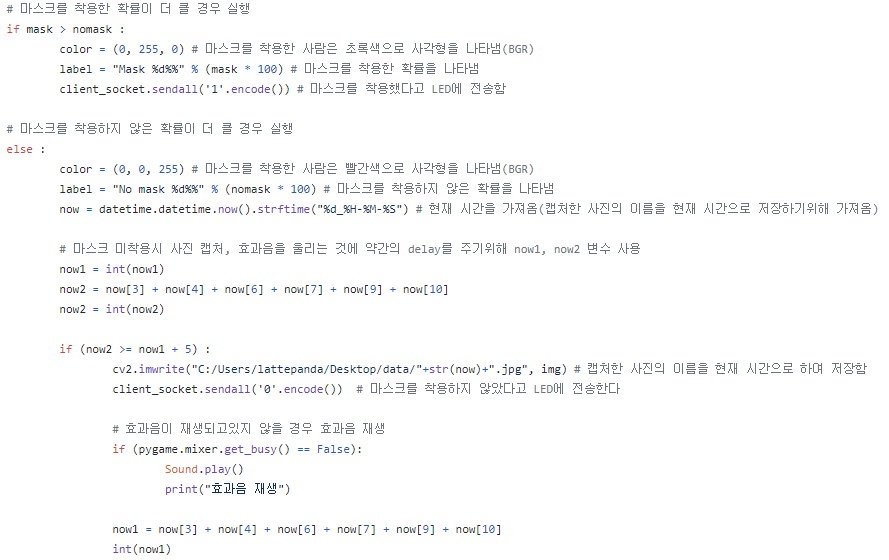 # 마스크를 착용한 확률이 더 클 경우 실행
if mask > nomask :
color = (0, 255, 0) # 마스크를 착용한 사람은 초록색으로 사각형을 나타냄(BGR)
label = "Mask %d%%" % (mask * 100) # 마스크를 착용한 확률을 나타냄
client_socket.sendall('1'.encode()) # 마스크를 착용했다고 LED에 전송함
# 마스크를 착용하지 않은 확률이 더 클 경우 실행
else :
color = (0, 0, 255) # 마스크를 착용한 사람은 빨간색으로 사각형을 나타냄(BGR)
label = "No mask %d%%" % (nomask * 100) # 마스크를 착용하지 않은 확률을 나타냄
now = datetime.datetime.now().strftime("%d_%H-%M-%S") # 현재 시간을 가져옴(캡처한 사진의 이름을 현재 시간으로 저장하기위해 가져옴)
# 마스크 미착용시 사진 캡처, 효과음을 울리는 것에 약간의 delay를 주기위해 now1, now2 변수 사용
now1 = int(now1)
now2 = now[3] + now[4] + now[6] + now[7] + now[9] + now[10]
now2 = int(now2)
if (now2 >= now1 + 5) :
cv2.imwrite("C:/Users/lattepanda/Desktop/data/"+str(now)+".jpg", img) # 캡처한 사진의 이름을 현재 시간으로 하여 저장함
client_socket.sendall('0'.encode())  # 마스크를 착용하지 않았다고 LED에 전송한다
# 효과음이 재생되고있지 않을 경우 효과음 재생
if (pygame.mixer.get_busy() == False):
Sound.play()
print("효과음 재생")
now1 = now[3] + now[4] + now[6] + now[7] + now[9] + now[10]
int(now1)